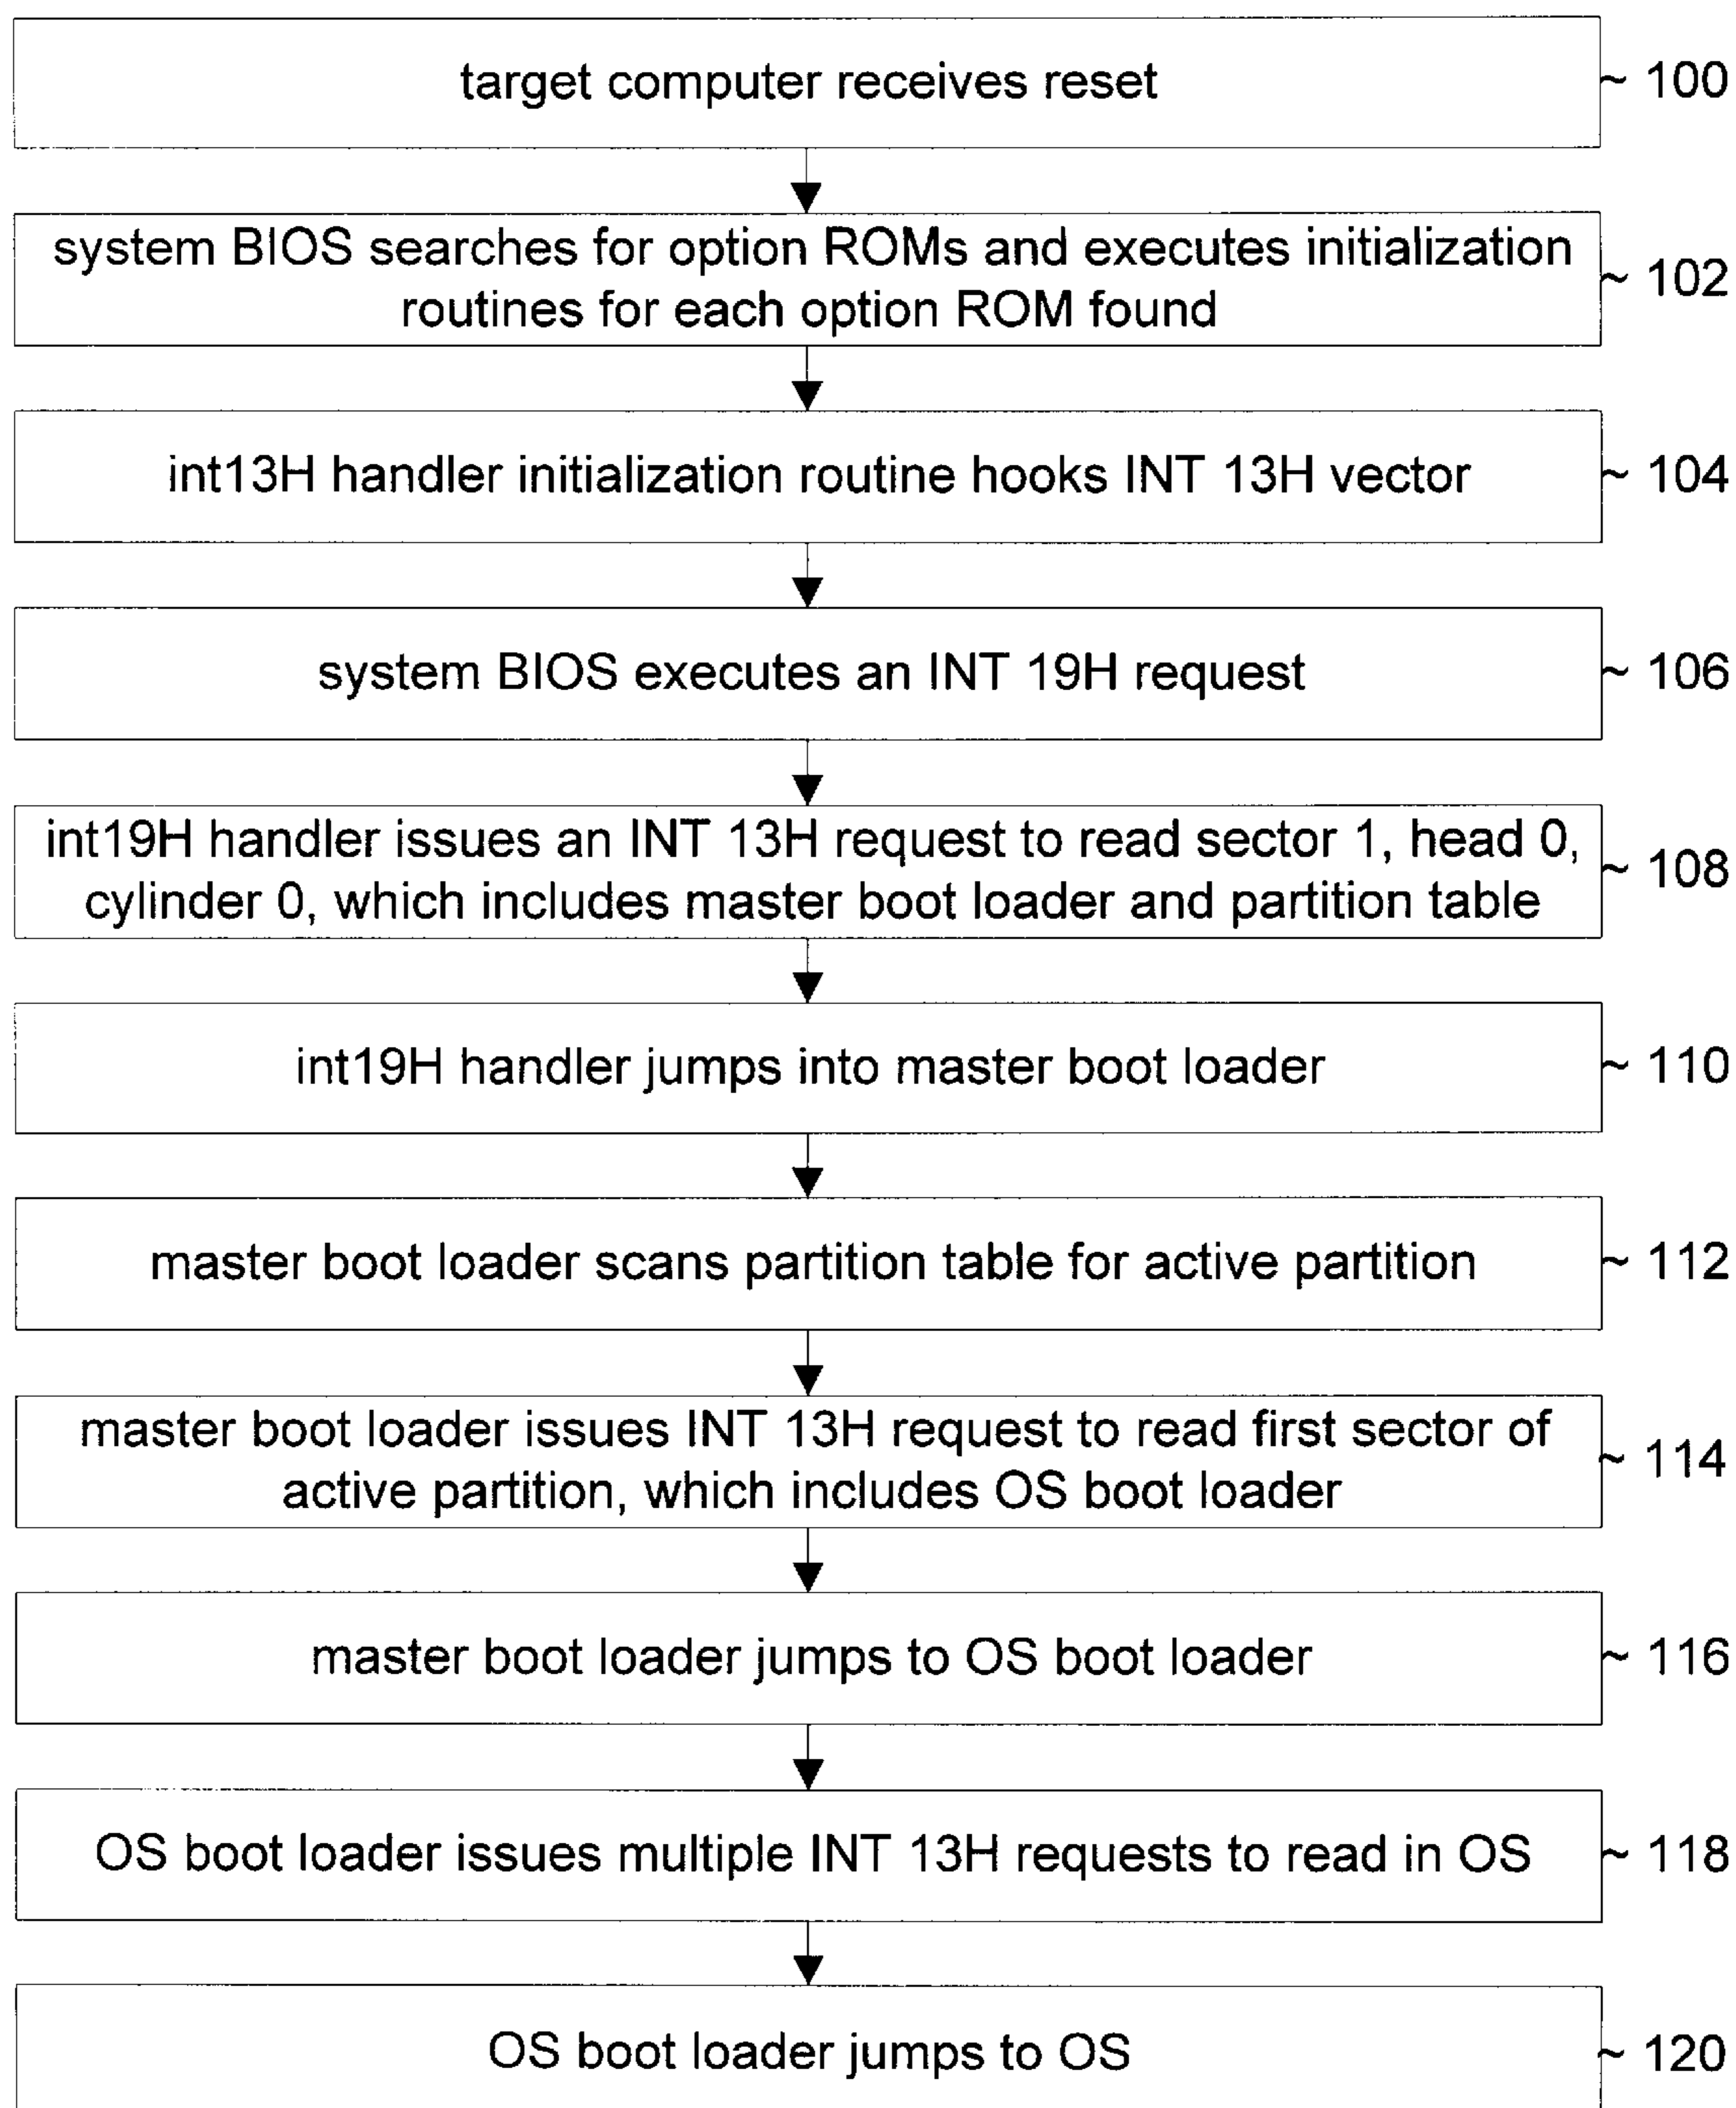 target computer receives reset
~ 100
system BIOS searches for option ROMs and executes initialization
routines for each option ROM found
~ 102
int13H handler initialization routine hooks INT 13H vector
~ 104
system BIOS executes an INT 19H request
~ 106
int19H handler issues an INT 13H request to read sector 1, head 0,
cylinder 0, which includes master boot loader and partition table
~ 108
int19H handler jumps into master boot loader
~ 110
master boot loader scans partition table for active partition
~ 112
master boot loader issues INT 13H request to read first sector of
active partition, which includes OS boot loader
~ 114
master boot loader jumps to OS boot loader
~ 116
OS boot loader issues multiple INT 13H requests to read in OS
~ 118
OS boot loader jumps to OS
~ 120